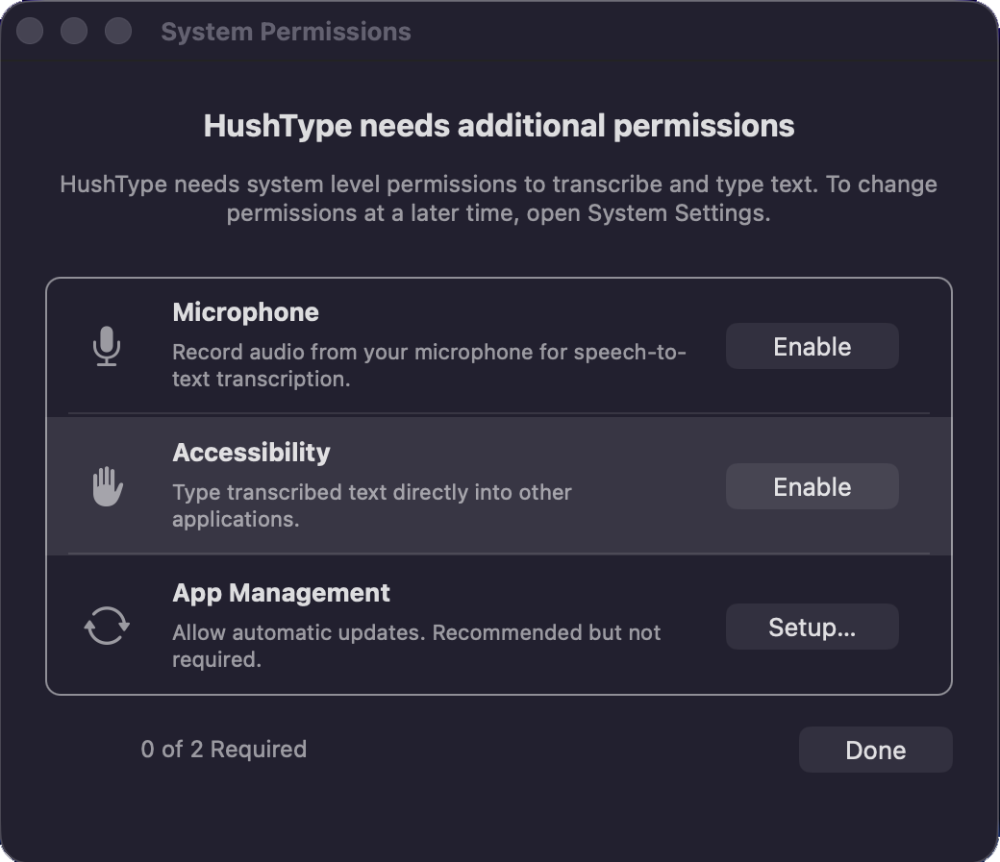 System Permissions
HushType needs additional permissions
HushType needs system level permissions to transcribe and type text. To change
permissions at a later time, open System Settings.
Microphone
Record audio from your microphone for speech-to-
text transcription.
Enable
Accessibility
Type transcribed text directly into other
applications.
Enable
App Management
Allow automatic updates. Recommended but not
required.
Setup...
0 of 2 Required
Done